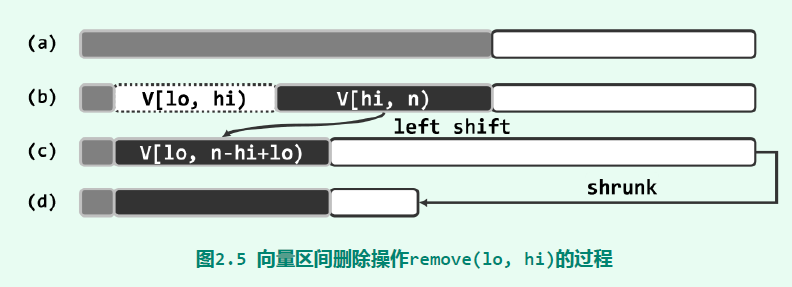 (a)
(b) V[lo, hi) V[hi, n)
left shift
(c) V[lo, n-hi+lo)
shrunk
(d)
图2.5 向量区间删除操作remove(lo, hi)的过程